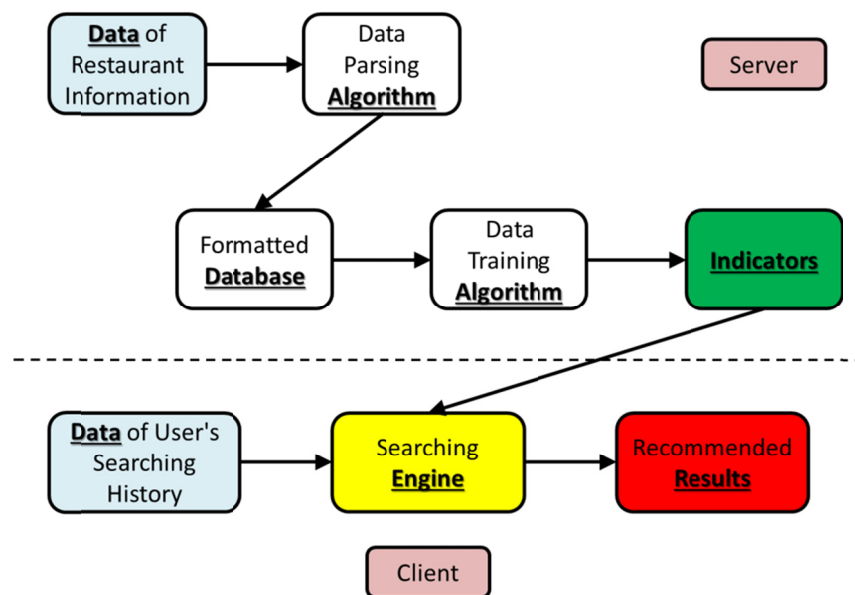 Data of
Restaurant
Information
Data
Parsing
Algorithm
Server
Formatted
Database
Data
Training
Algorithm
Indicators
Data of User's
Searching
History
Searching
Engine
Recommended
Results
Client